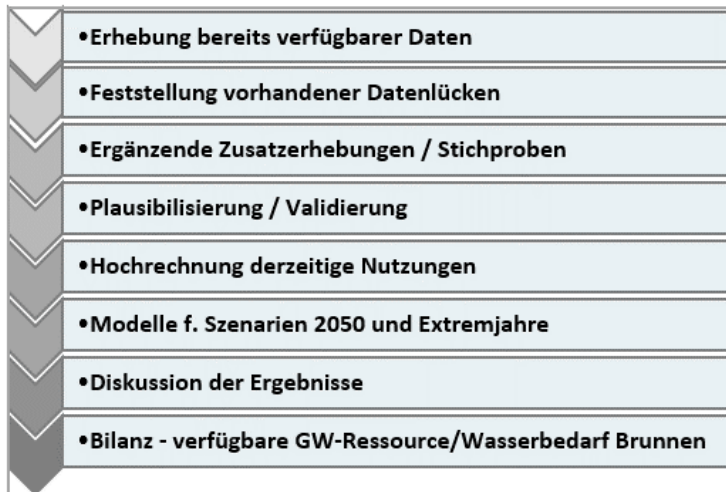 •Erhebung bereits verfügbarer Daten
•Feststellung vorhandener Datenlücken
•Ergänzende Zusatzerhebungen / Stichproben
•Plausibilisierung / Validierung
•Hochrechnung derzeitige Nutzungen
•Modelle f. Szenarien 2050 und Extremjahre
•Diskussion der Ergebnisse
•Bilanz - verfügbare GW-Ressource/Wasserbedarf Brunnen